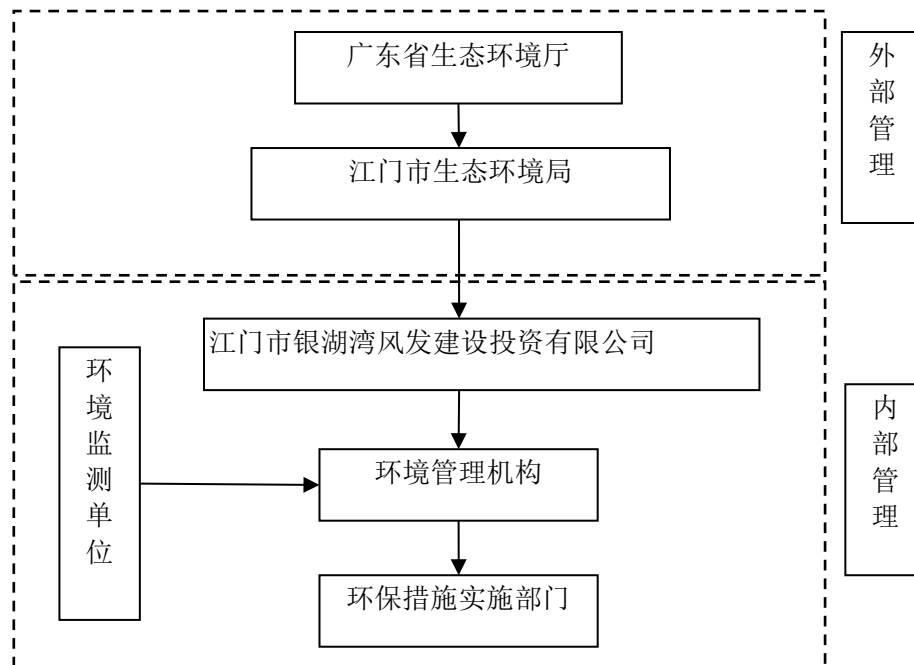 广东省生态环境厅
江门市生态环境局
外部管理
江门市银湖湾风发建设投资有限公司
环境监测单位
环境管理机构
环保措施实施部门
内部管理